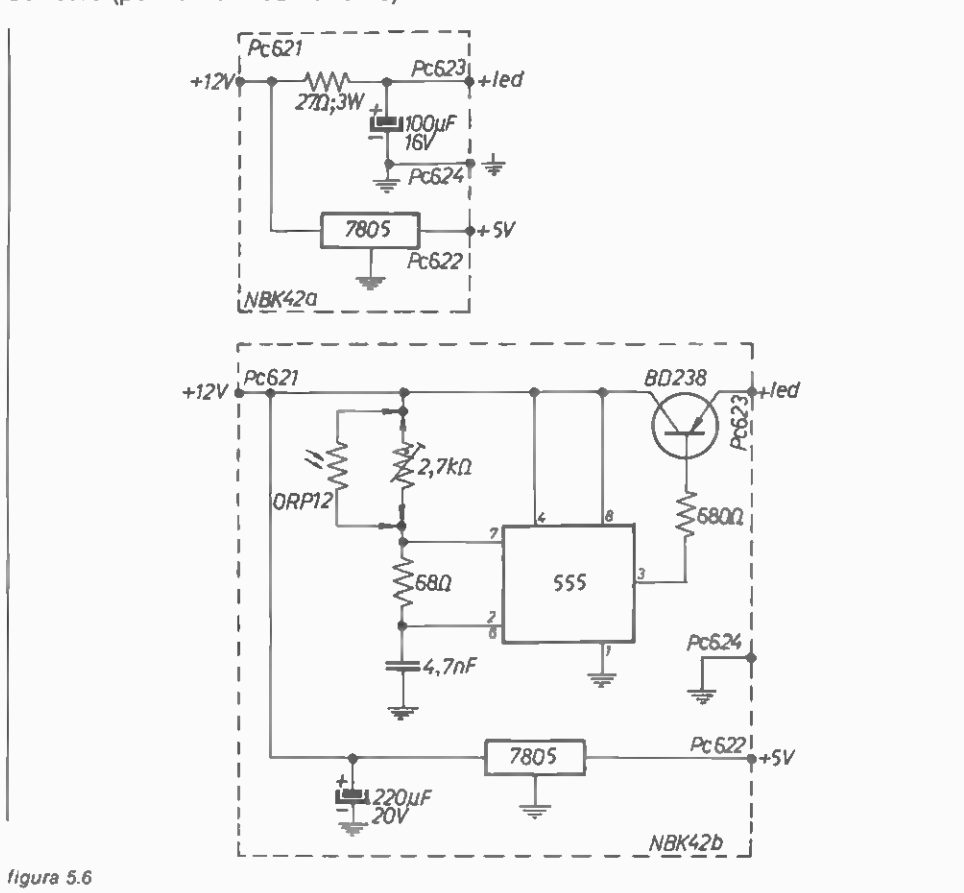 Pc621
+12V
Pc623
+led
27Ω;3W
+
100µF
16V
−
Pc624
7805
+5V
Pc622
NBK42a
Pc621
+12V
BD238
+led
Pc623
ORP12
2,7kΩ
4
8
680Ω
7
555
3
68Ω
2
6
1
Pc624
4,7nF
7805
Pc622
+5V
+
220µF
−
20V
NBK42b
figura 5.6